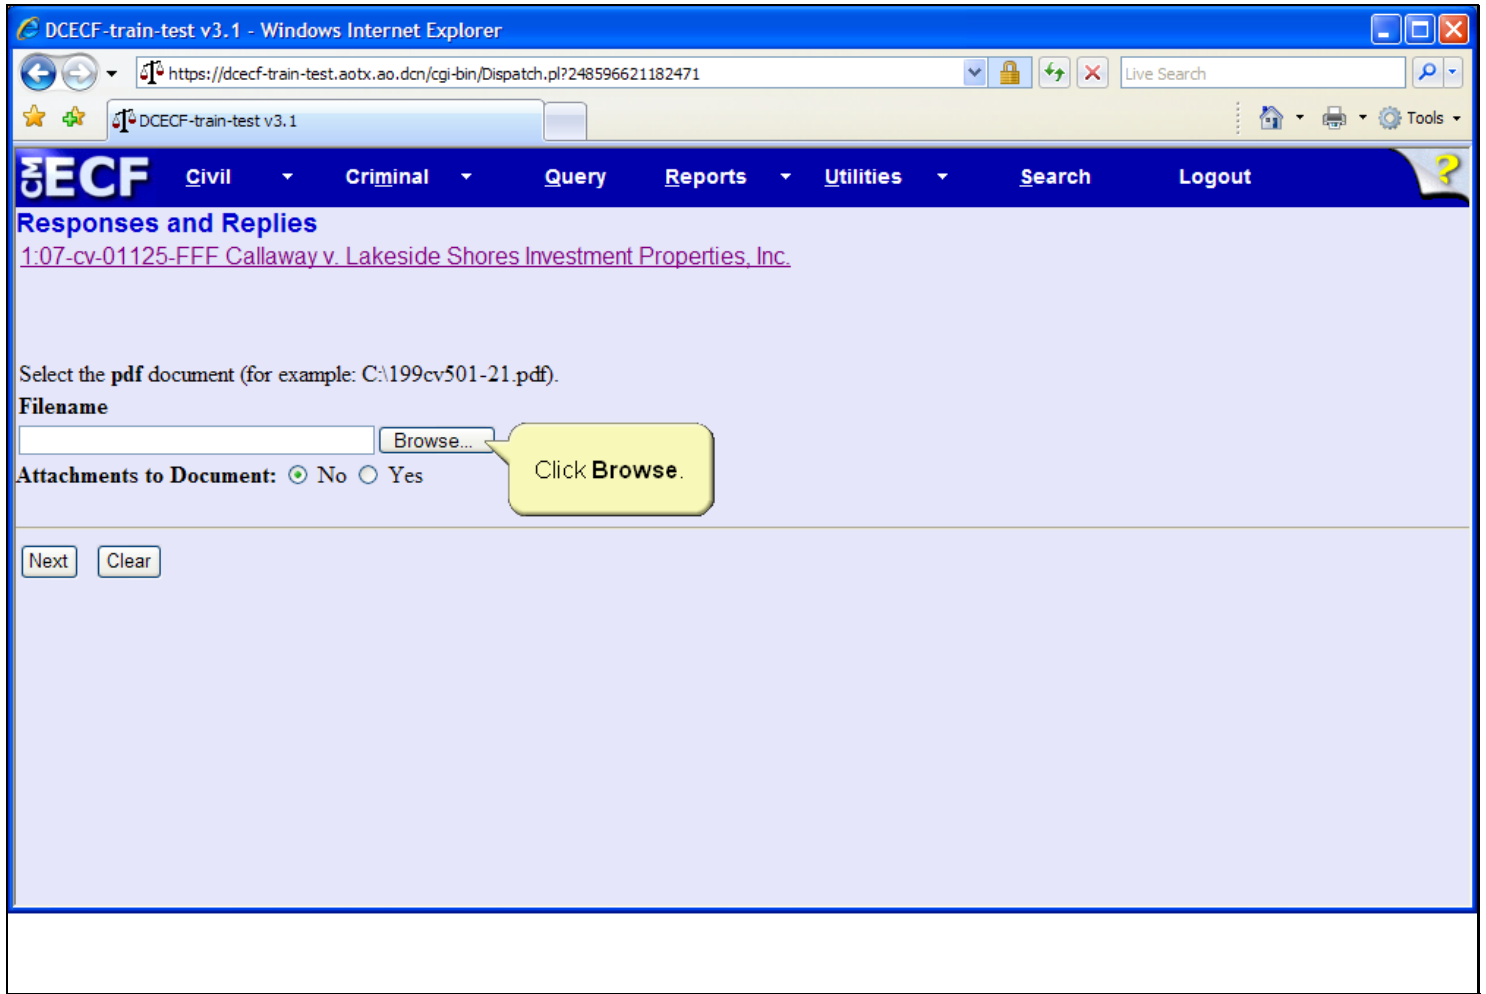 DCECF-train-test v3.1 - Windows Internet Explorer
https://dcecf-train-test.aotx.ao.dcn/cgi-bin/Dispatch.pl?248596621182471
Live Search
DCECF-train-test v3.1
Tools
CM ECF Civil Criminal Query Reports Utilities Search Logout ?
Responses and Replies
1:07-cv-01125-FFF Callaway v. Lakeside Shores Investment Properties, Inc.
Select the pdf document (for example: C:\199cv501-21.pdf).
Filename
Browse...
Click Browse.
Attachments to Document: No Yes
Next Clear